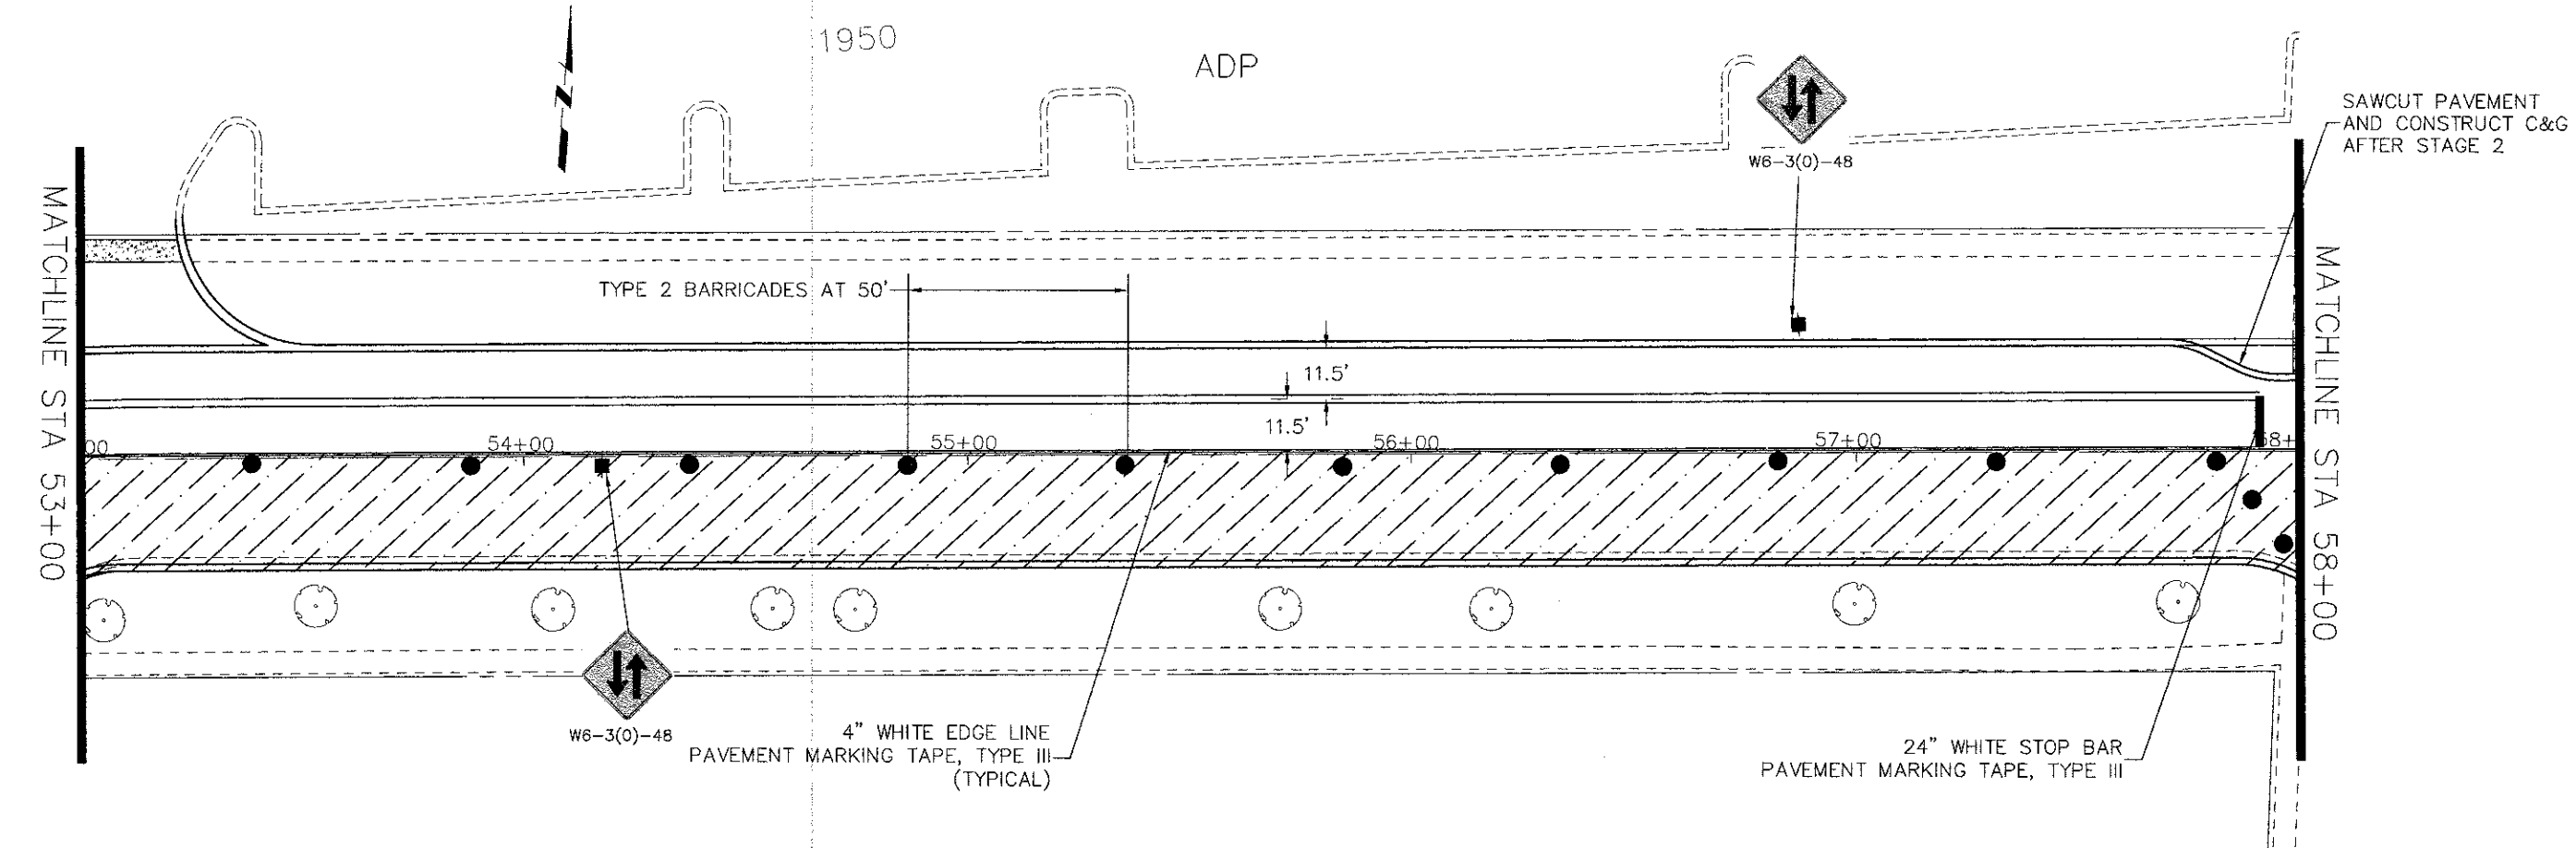 1950
ADP
N
W6-3(O)-48
SAWCUT PAVEMENT
AND CONSTRUCT C&G
AFTER STAGE 2
MATCHLINE STA 53+00
MATCHLINE STA 58+00
TYPE 2 BARRICADES AT 50'
11.5'
11.5'
00
54+00
55+00
56+00
57+00
58+
W6-3(O)-48
4" WHITE EDGE LINE
PAVEMENT MARKING TAPE, TYPE III
(TYPICAL)
24" WHITE STOP BAR
PAVEMENT MARKING TAPE, TYPE III